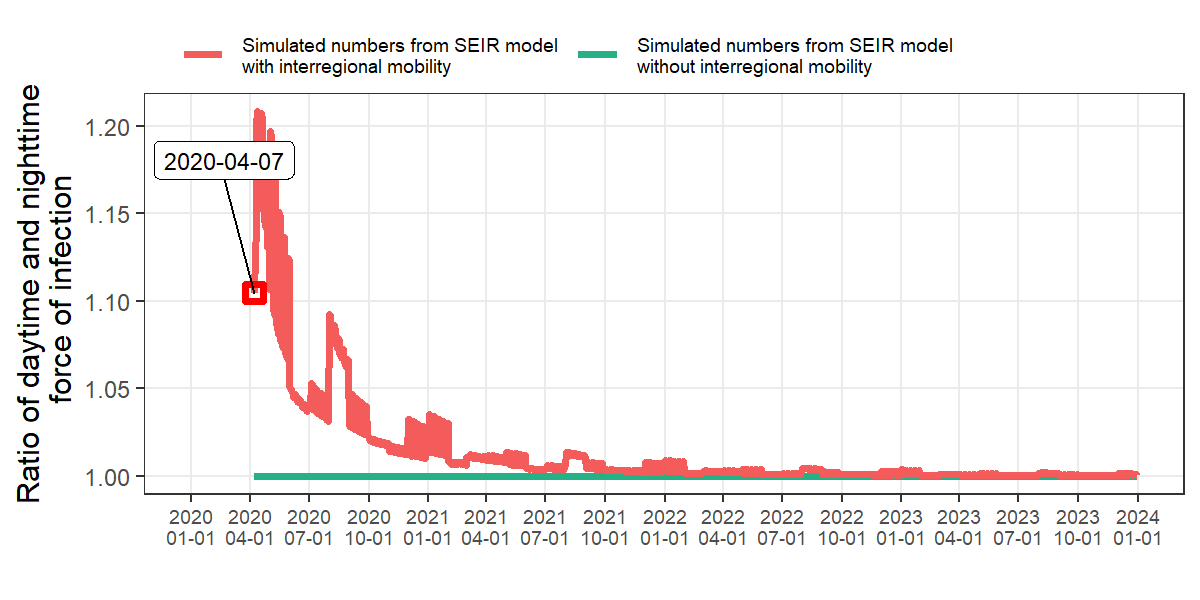 Simulated numbers from SEIR model
with interregional mobility
Simulated numbers from SEIR model
without interregional mobility
Ratio of daytime and nighttime
force of infection
1.20
1.15
1.10
1.05
1.00
2020-04-07
2020 2020 2020 2020 2021 2021 2021 2021 2022 2022 2022 2022 2023 2023 2023 2023 2024
01-01 04-01 07-01 10-01 01-01 04-01 07-01 10-01 01-01 04-01 07-01 10-01 01-01 04-01 07-01 10-01 01-01